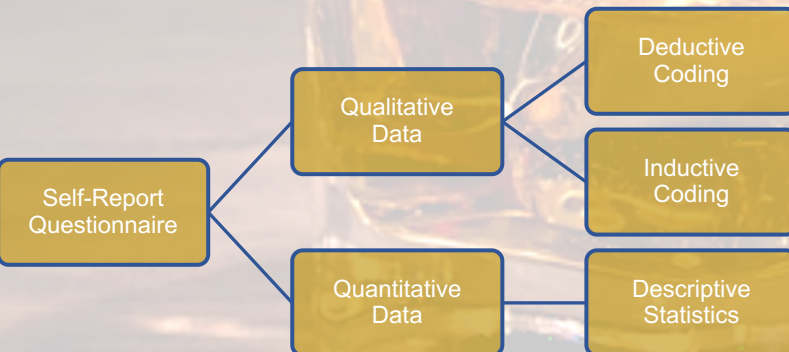 Self-Report
Questionnaire
Qualitative
Data
Quantitative
Data
Deductive
Coding
Inductive
Coding
Descriptive
Statistics